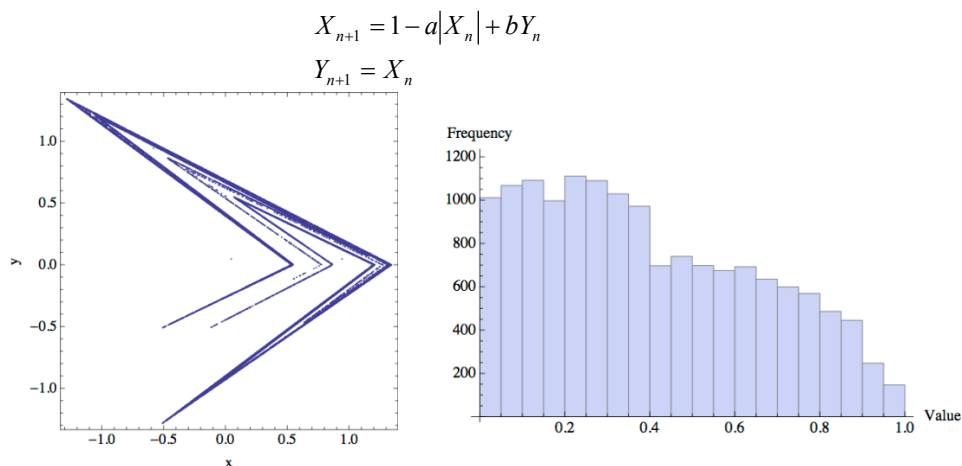 X_{n+1} = 1 − a|X_n| + bY_n
Y_{n+1} = X_n
1.0
0.5
0.0
−0.5
−1.0
y
−1.0 −0.5 0.0 0.5 1.0
x
Frequency
1200
1000
800
600
400
200
0.2 0.4 0.6 0.8 1.0
Value